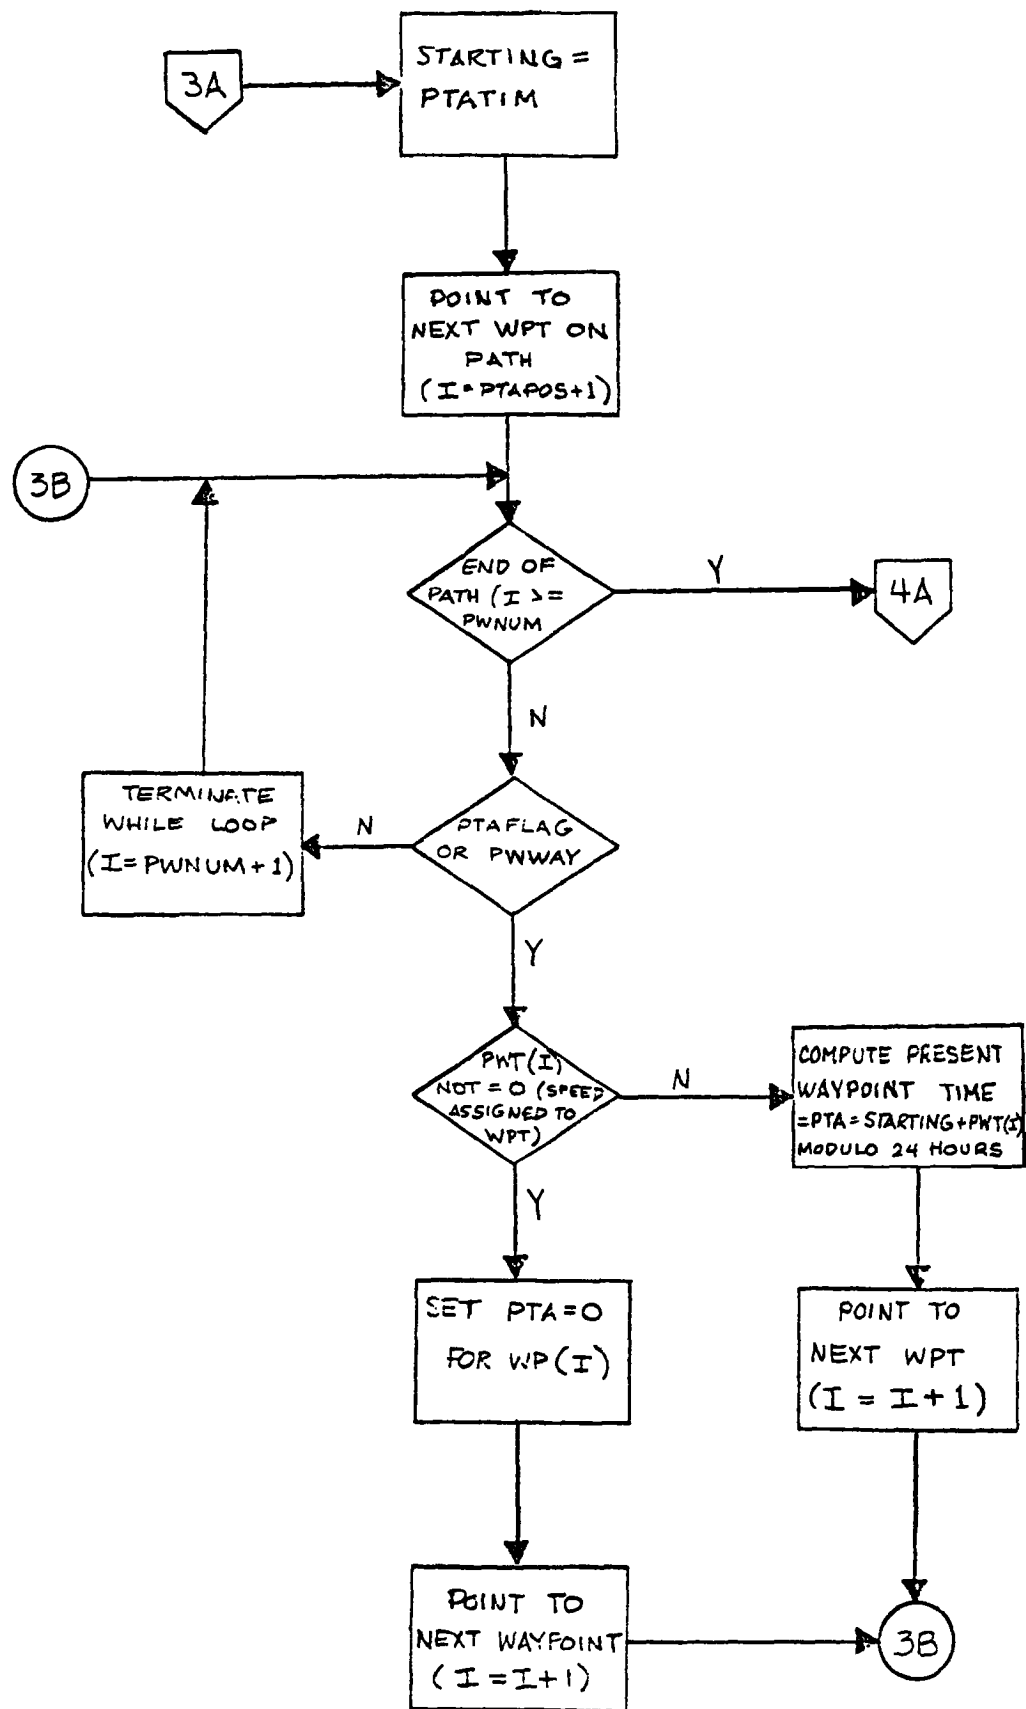 3A
STARTING =
PTATIM
POINT TO
NEXT WPT ON
PATH
(I=PTAPOS+1)
3B
END OF
PATH (I >=
PWNUM
Y
4A
N
TERMINATE
WHILE LOOP
(I=PWNUM+1)
N
PTAFLAG
OR PWWAY
Y
PWT(I)
NOT = 0 (SPEED
ASSIGNED TO
WPT)
N
COMPUTE PRESENT
WAYPOINT TIME
=PTA=STARTING+PWT(I)
MODULO 24 HOURS
Y
SET PTA=0
FOR WP(I)
POINT TO
NEXT WPT
(I = I+1)
POINT TO
NEXT WAYPOINT
(I=I+1)
3B